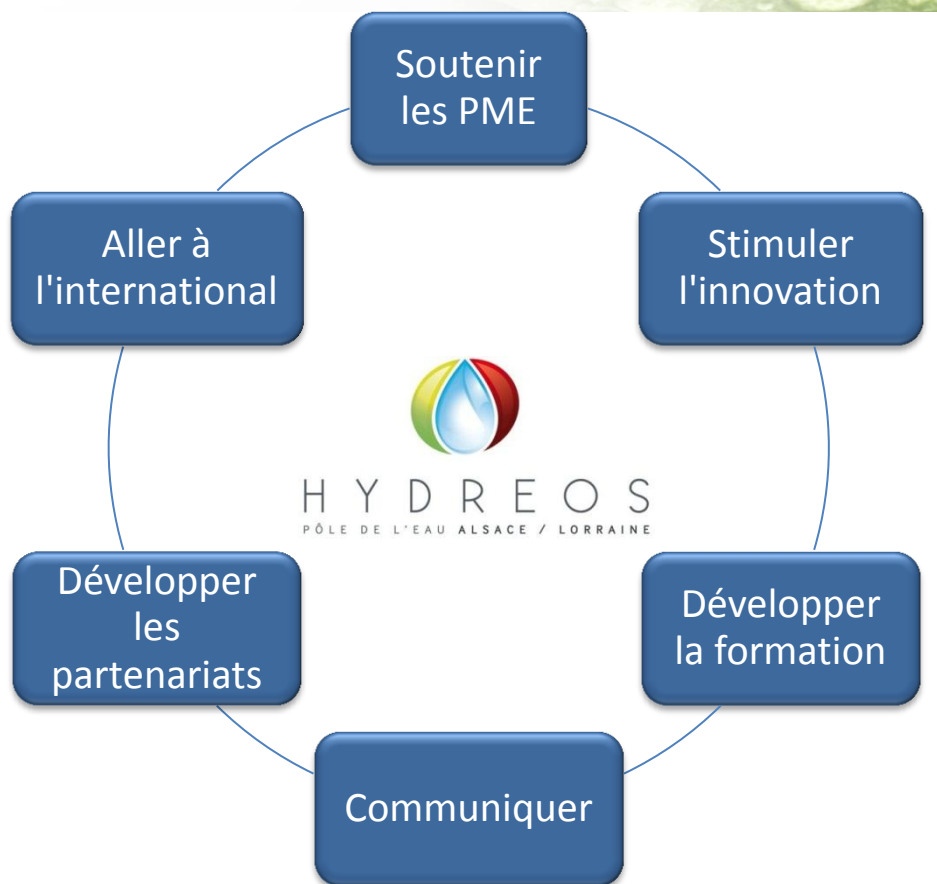 Soutenir
les PME
Aller à
l'international
Stimuler
l'innovation
HYDREOS
PÔLE DE L'EAU ALSACE / LORRAINE
Développer
les
partenariats
Développer
la formation
Communiquer